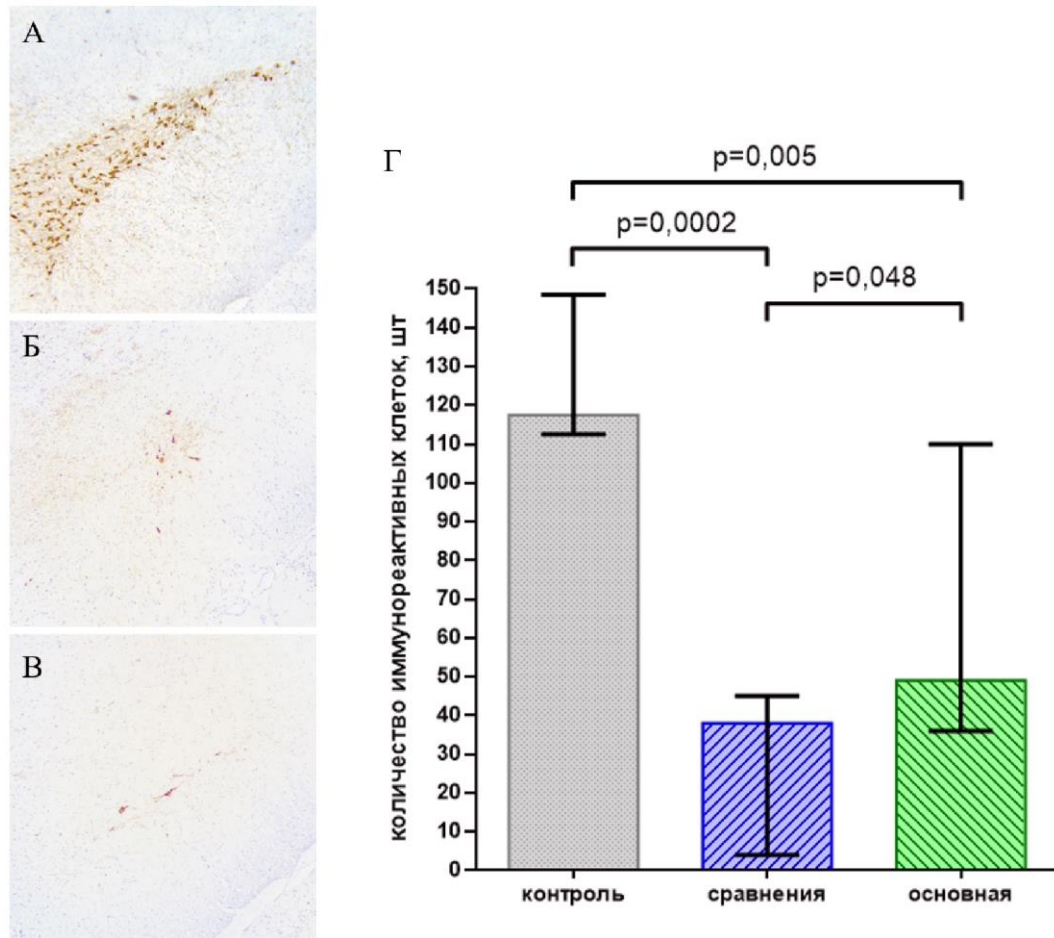 А
Б
В
Г
p=0,005
p=0,0002
p=0,048
количество иммунореактивных клеток, шт
150
140
130
120
110
100
90
80
70
60
50
40
30
20
10
0
контроль
сравнения
основная